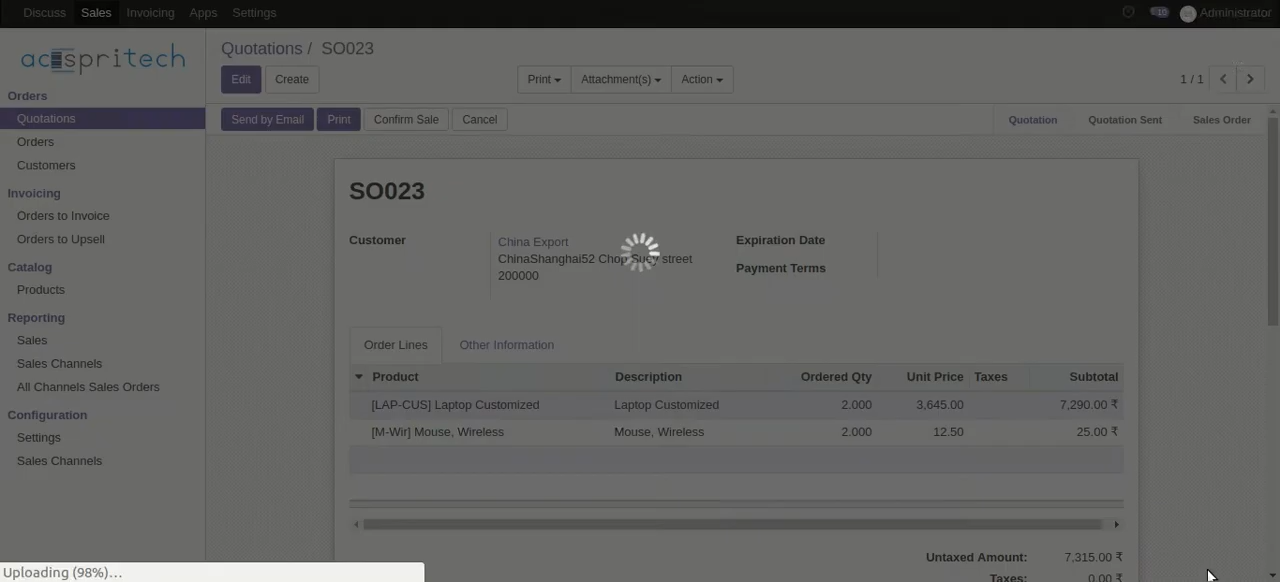 Discuss Sales Invoicing Apps Settings 10 Administrator
acespritech
Quotations / SO023
Edit Create Print Attachment(s) Action 1 / 1
Orders
Quotations
Orders
Customers
Invoicing
Orders to Invoice
Orders to Upsell
Catalog
Products
Reporting
Sales
Sales Channels
All Channels Sales Orders
Configuration
Settings
Sales Channels
Send by Email Print Confirm Sale Cancel Quotation Quotation Sent Sales Order
SO023
Customer China Export
ChinaShanghai52 Chop Suey street
200000
Expiration Date
Payment Terms
Order Lines Other Information
Product Description Ordered Qty Unit Price Taxes Subtotal
[LAP-CUS] Laptop Customized Laptop Customized 2.000 3,645.00 7,290.00 ₹
[M-Wir] Mouse, Wireless Mouse, Wireless 2.000 12.50 25.00 ₹
Untaxed Amount: 7,315.00 ₹
Taxes: 0.00 ₹
Uploading (98%)…